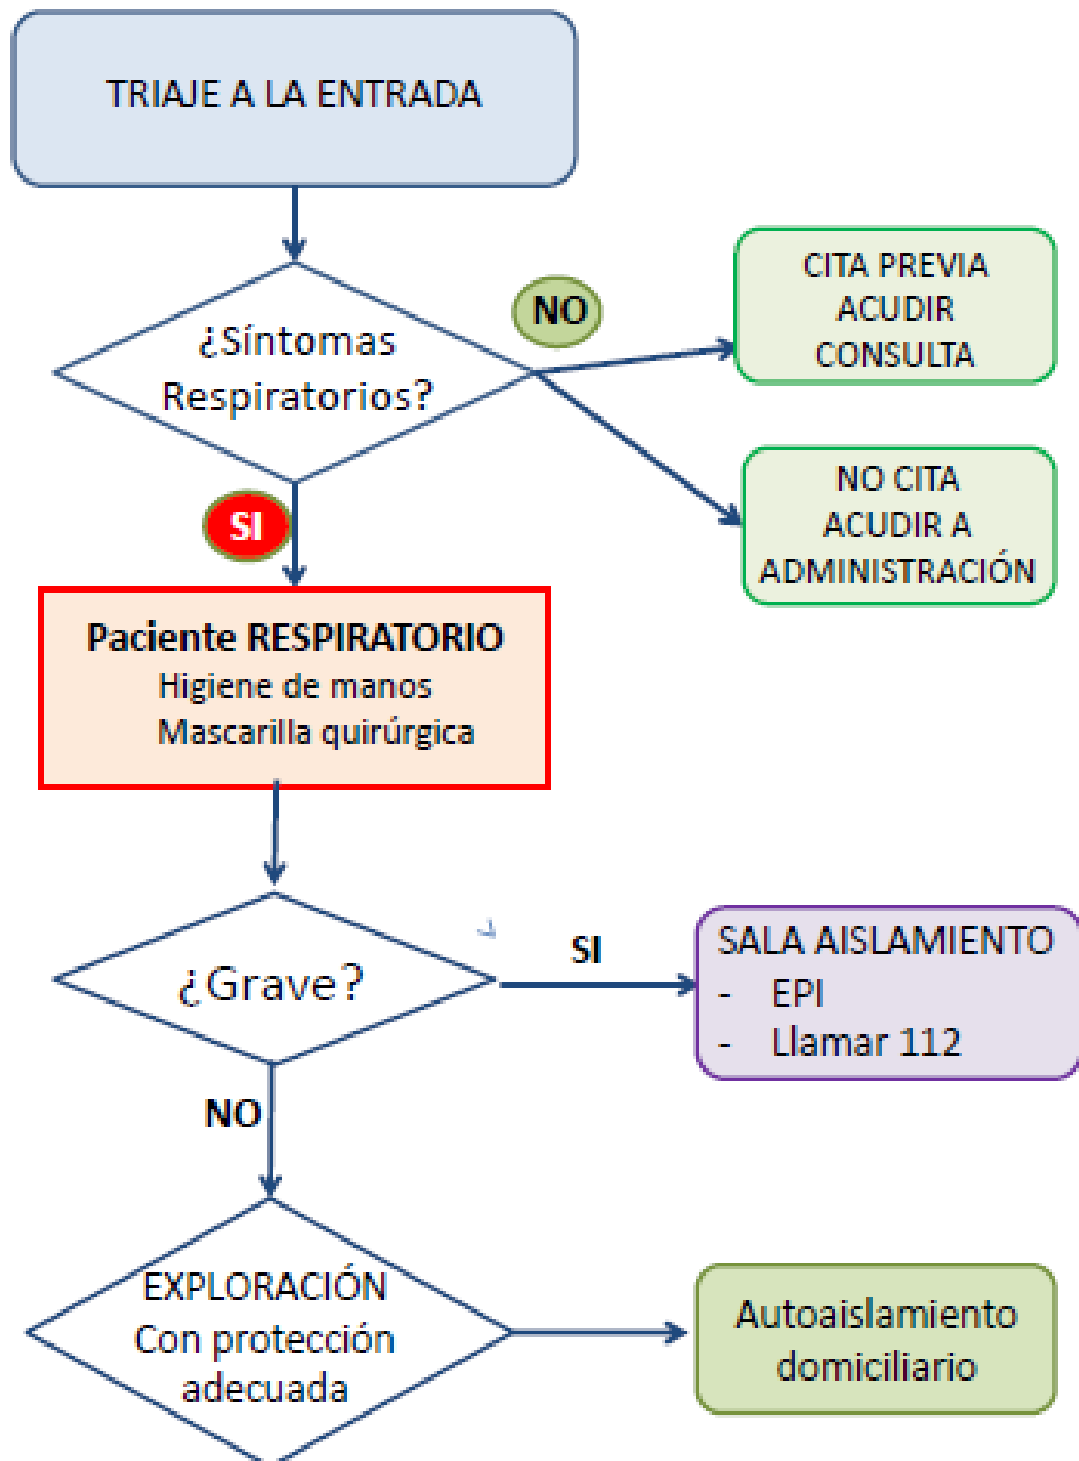 TRIAJE A LA ENTRADA
¿Síntomas
Respiratorios?
NO
CITA PREVIA
ACUDIR
CONSULTA
NO CITA
ACUDIR A
ADMINISTRACIÓN
SI
Paciente RESPIRATORIO
Higiene de manos
Mascarilla quirúrgica
¿Grave?
SI
SALA AISLAMIENTO
- EPI
- Llamar 112
NO
EXPLORACIÓN
Con protección
adecuada
Autoaislamiento
domiciliario